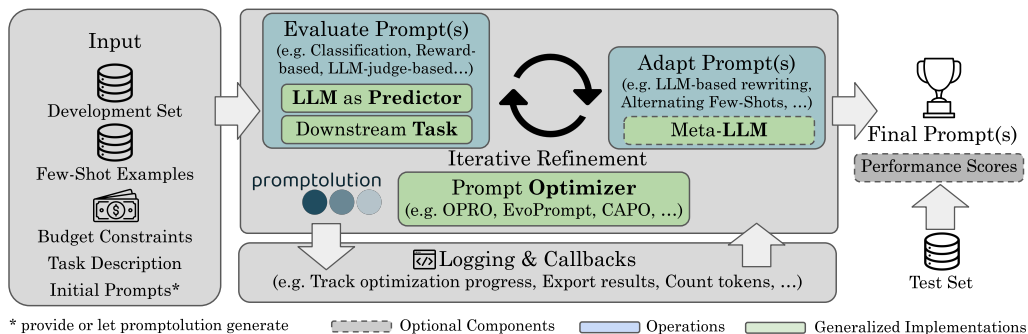 Input
Development Set
Few-Shot Examples
Budget Constraints
Task Description
Initial Prompts*
Evaluate Prompt(s)
(e.g. Classification, Reward-
based, LLM-judge-based...)
LLM as Predictor
Downstream Task
Adapt Prompt(s)
(e.g. LLM-based rewriting,
Alternating Few-Shots, ...)
Meta-LLM
Iterative Refinement
promptolution
Prompt Optimizer
(e.g. OPRO, EvoPrompt, CAPO, ...)
Logging & Callbacks
(e.g. Track optimization progress, Export results, Count tokens, ...)
Final Prompt(s)
Performance Scores
Test Set
* provide or let promptolution generate
Optional Components
Operations
Generalized Implementations